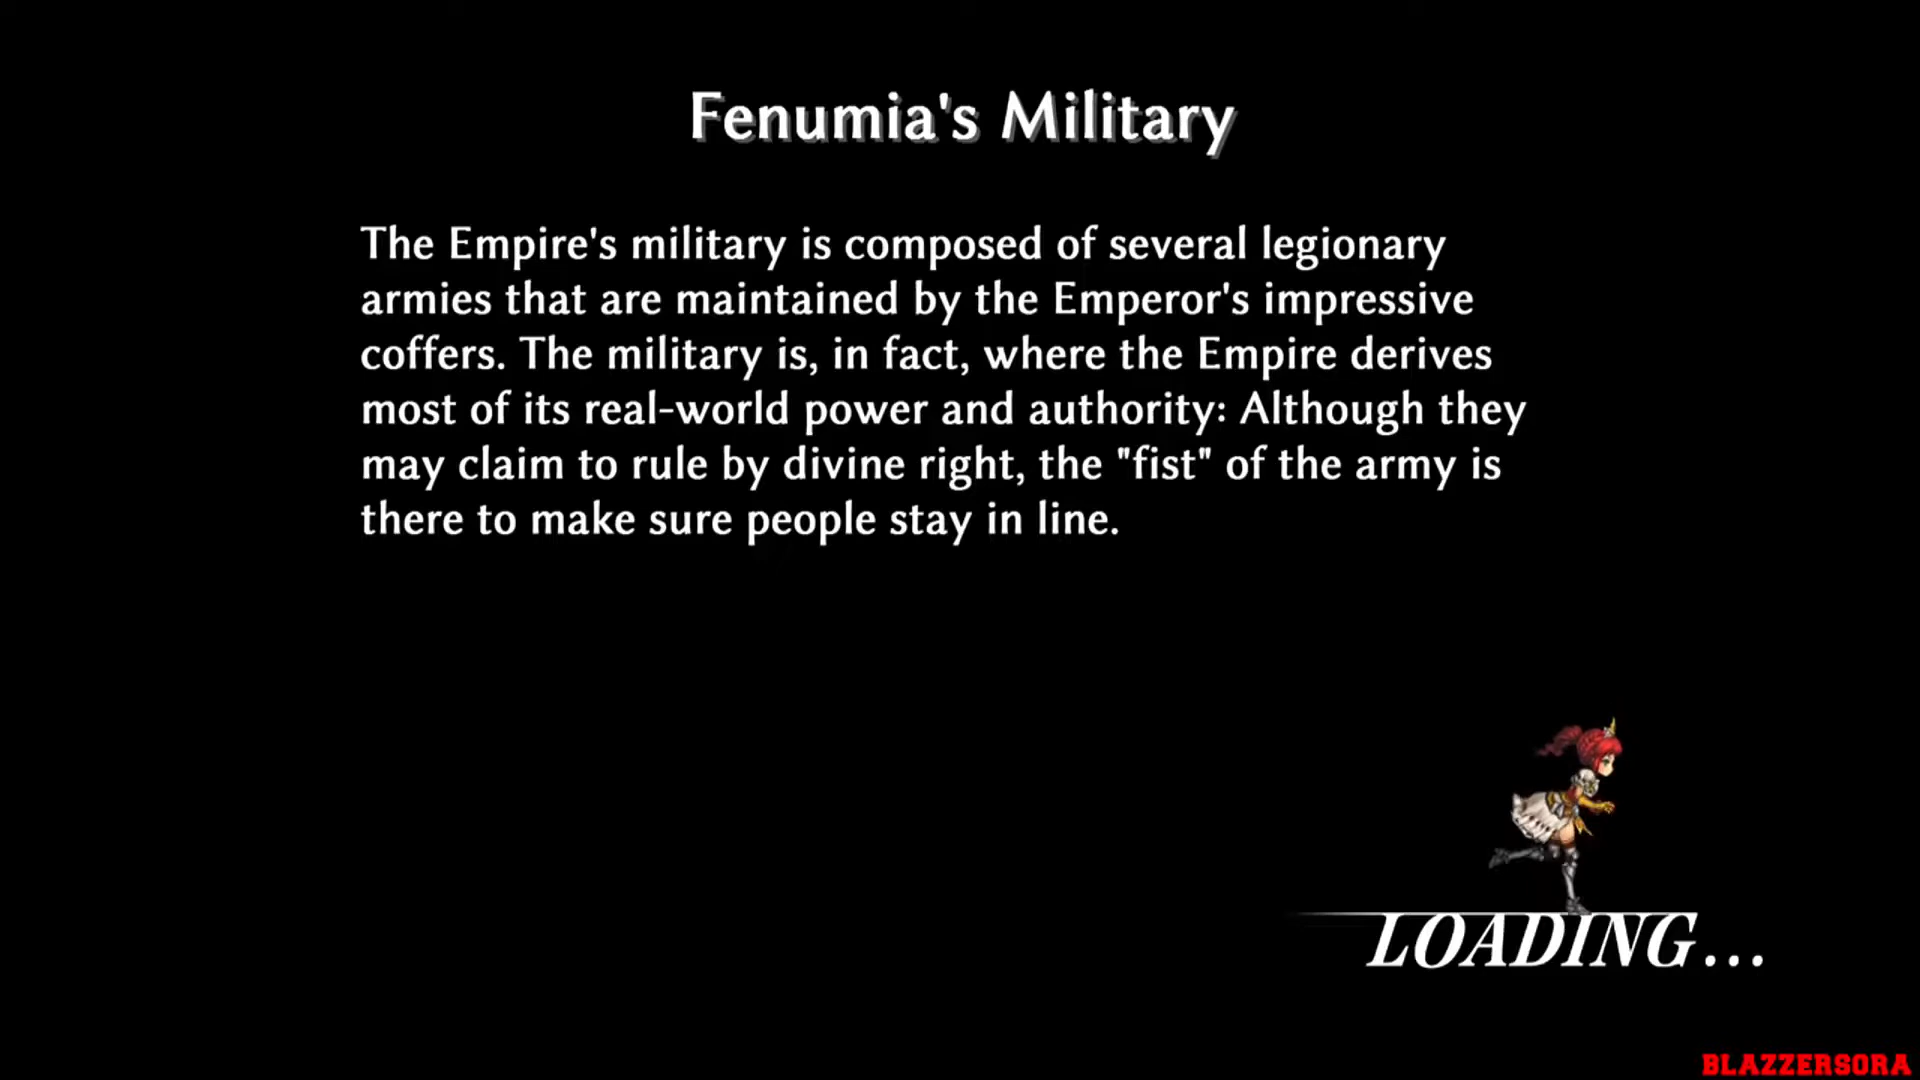 Fenumia's Military
The Empire's military is composed of several legionary
armies that are maintained by the Emperor's impressive
coffers. The military is, in fact, where the Empire derives
most of its real-world power and authority: Although they
may claim to rule by divine right, the "fist" of the army is
there to make sure people stay in line.
LOADING...
BLAZZERSORA